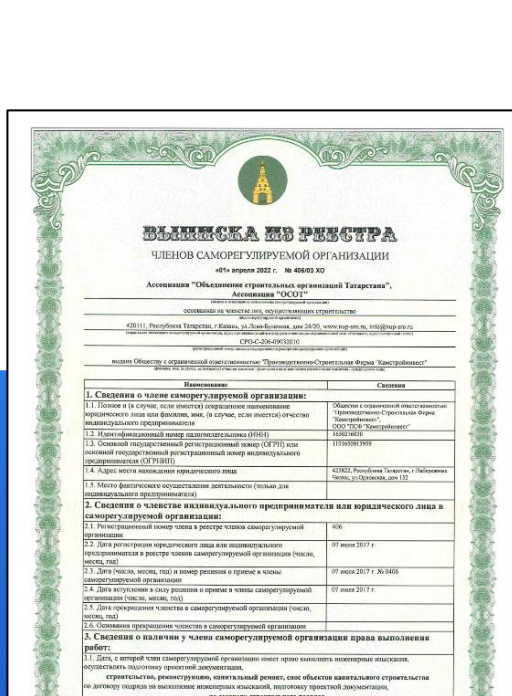 ВЫПИСКА ИЗ РЕЕСТРА
ЧЛЕНОВ САМОРЕГУЛИРУЕМОЙ ОРГАНИЗАЦИИ
«01» апреля 2022 г. № 406/03 ХО
Ассоциация "Объединение строительных организаций Татарстана",
Ассоциация "ОСОТ"
основанная на членстве лиц, осуществляющих строительство
420111, Республика Татарстан, г.Казань, ул.Лево-Булачная, дом 24/20, www.nup-sro.ru, info@nup-sro.ru
СРО-С-206-09032010
выдана Обществу с ограниченной ответственностью "Производственно-Строительная Фирма "Камстройинвест"
Наименование Сведения
1. Сведения о члене саморегулируемой организации:
1.1. Полное и (в случае, если имеется) сокращенное наименование
юридического лица или фамилия, имя, (в случае, если имеется) отчество
индивидуального предпринимателя
Общество с ограниченной ответственностью
"Производственно-Строительная Фирма
"Камстройинвест",
ООО "ПСФ "Камстройинвест"
1.2. Идентификационный номер налогоплательщика (ИНН)
1.3. Основной государственный регистрационный номер (ОГРН) или
основной государственный регистрационный номер индивидуального
предпринимателя (ОГРНИП)
1.4. Адрес места нахождения юридического лица
423822, Республика Татарстан, г Набережные
Челны, ул.Орловская, дом 132
1.5. Место фактического осуществления деятельности (только для
индивидуального предпринимателя)
2. Сведения о членстве индивидуального предпринимателя или юридического лица в
саморегулируемой организации:
2.1. Регистрационный номер члена в реестре членов саморегулируемой
организации
406
2.2. Дата регистрации юридического лица или индивидуального
предпринимателя в реестре членов саморегулируемой организации (число,
месяц, год)
07 июля 2017 г.
2.3. Дата (число, месяц, год) и номер решения о приеме в члены
саморегулируемой организации
07 июля 2017 г. № 0406
2.4. Дата вступления в силу решения о приеме в члены саморегулируемой
организации (число, месяц, год)
07 июля 2017 г.
2.5. Дата прекращения членства в саморегулируемой организации (число,
месяц, год)
2.6. Основания прекращения членства в саморегулируемой организации
3. Сведения о наличии у члена саморегулируемой организации права выполнения
работ:
3.1. Дата, с которой член саморегулируемой организации имеет право выполнять инженерные изыскания,
осуществлять подготовку проектной документации,
строительство, реконструкцию, капитальный ремонт, снос объектов капитального строительства
по договору подряда на выполнение инженерных изысканий, подготовку проектной документации,